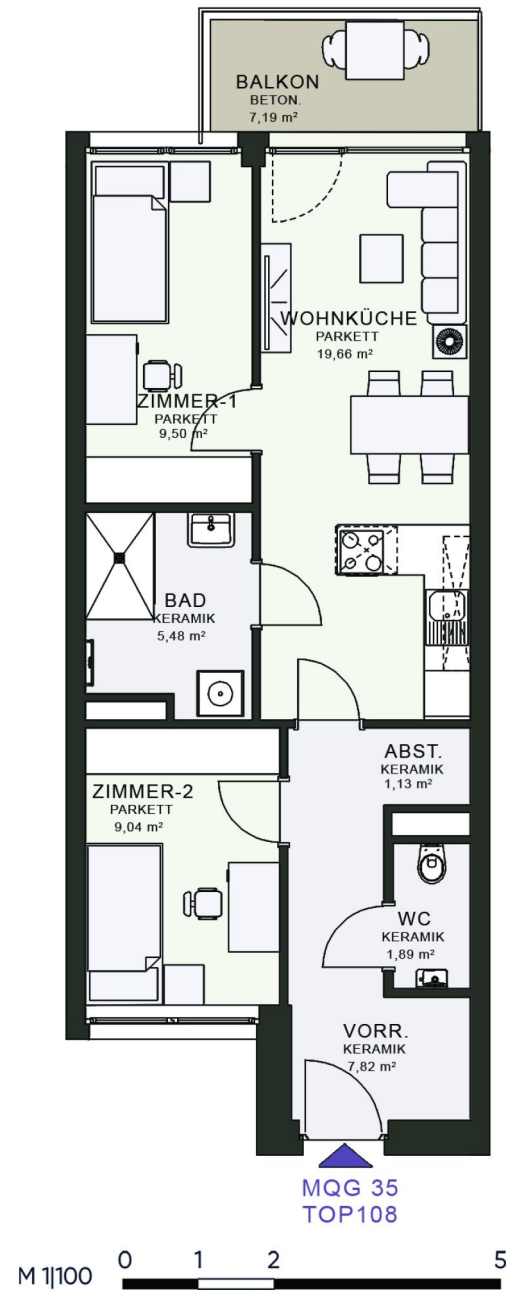 BALKON
BETON.
7,19 m²
WOHNKÜCHE
PARKETT
19,66 m²
ZIMMER-1
PARKETT
9,50 m²
BAD
KERAMIK
5,48 m²
ABST.
KERAMIK
1,13 m²
ZIMMER-2
PARKETT
9,04 m²
WC
KERAMIK
1,89 m²
VORR.
KERAMIK
7,82 m²
MQG 35
TOP108
M 1|100 0 1 2 5